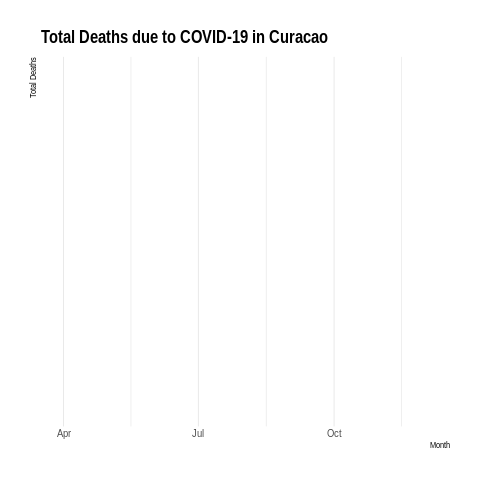 Total Deaths due to COVID-19 in Curacao
Total Deaths
Apr Jul Oct
Month